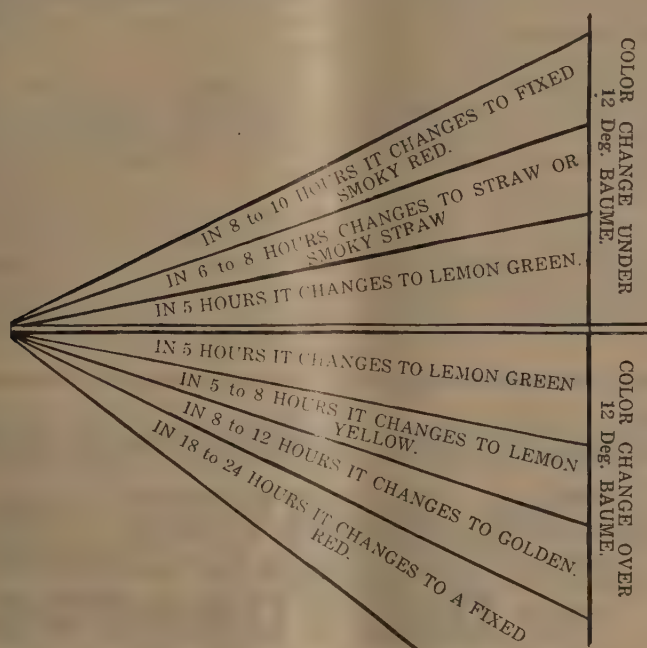 COLOR CHANGE UNDER
12 Deg. BAUME.
IN 8 to 10 HOURS IT CHANGES TO FIXED
SMOKY RED.
IN 6 to 8 HOURS CHANGES TO STRAW OR
SMOKY STRAW
IN 5 HOURS IT CHANGES TO LEMON GREEN.
IN 5 HOURS IT CHANGES TO LEMON GREEN
IN 5 to 8 HOURS IT CHANGES TO LEMON
YELLOW.
IN 8 to 12 HOURS IT CHANGES TO GOLDEN.
IN 18 to 24 HOURS IT CHANGES TO A FIXED
RED.
COLOR CHANGE OVER
12 Deg. BAUME.